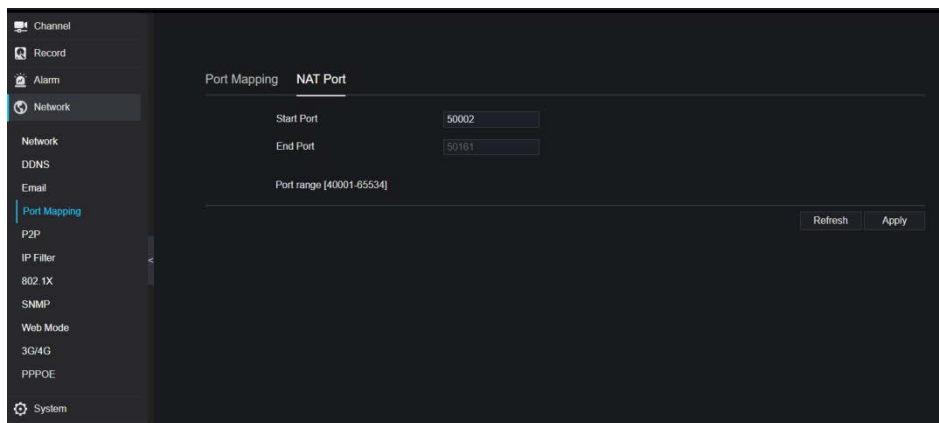 Channel
Record
Alarm
Network
Network
DDNS
Email
Port Mapping
P2P
IP Filter
802.1X
SNMP
Web Mode
3G/4G
PPPOE
System
Port Mapping NAT Port
Start Port 50002
End Port 50161
Port range [40001-65534]
Refresh Apply